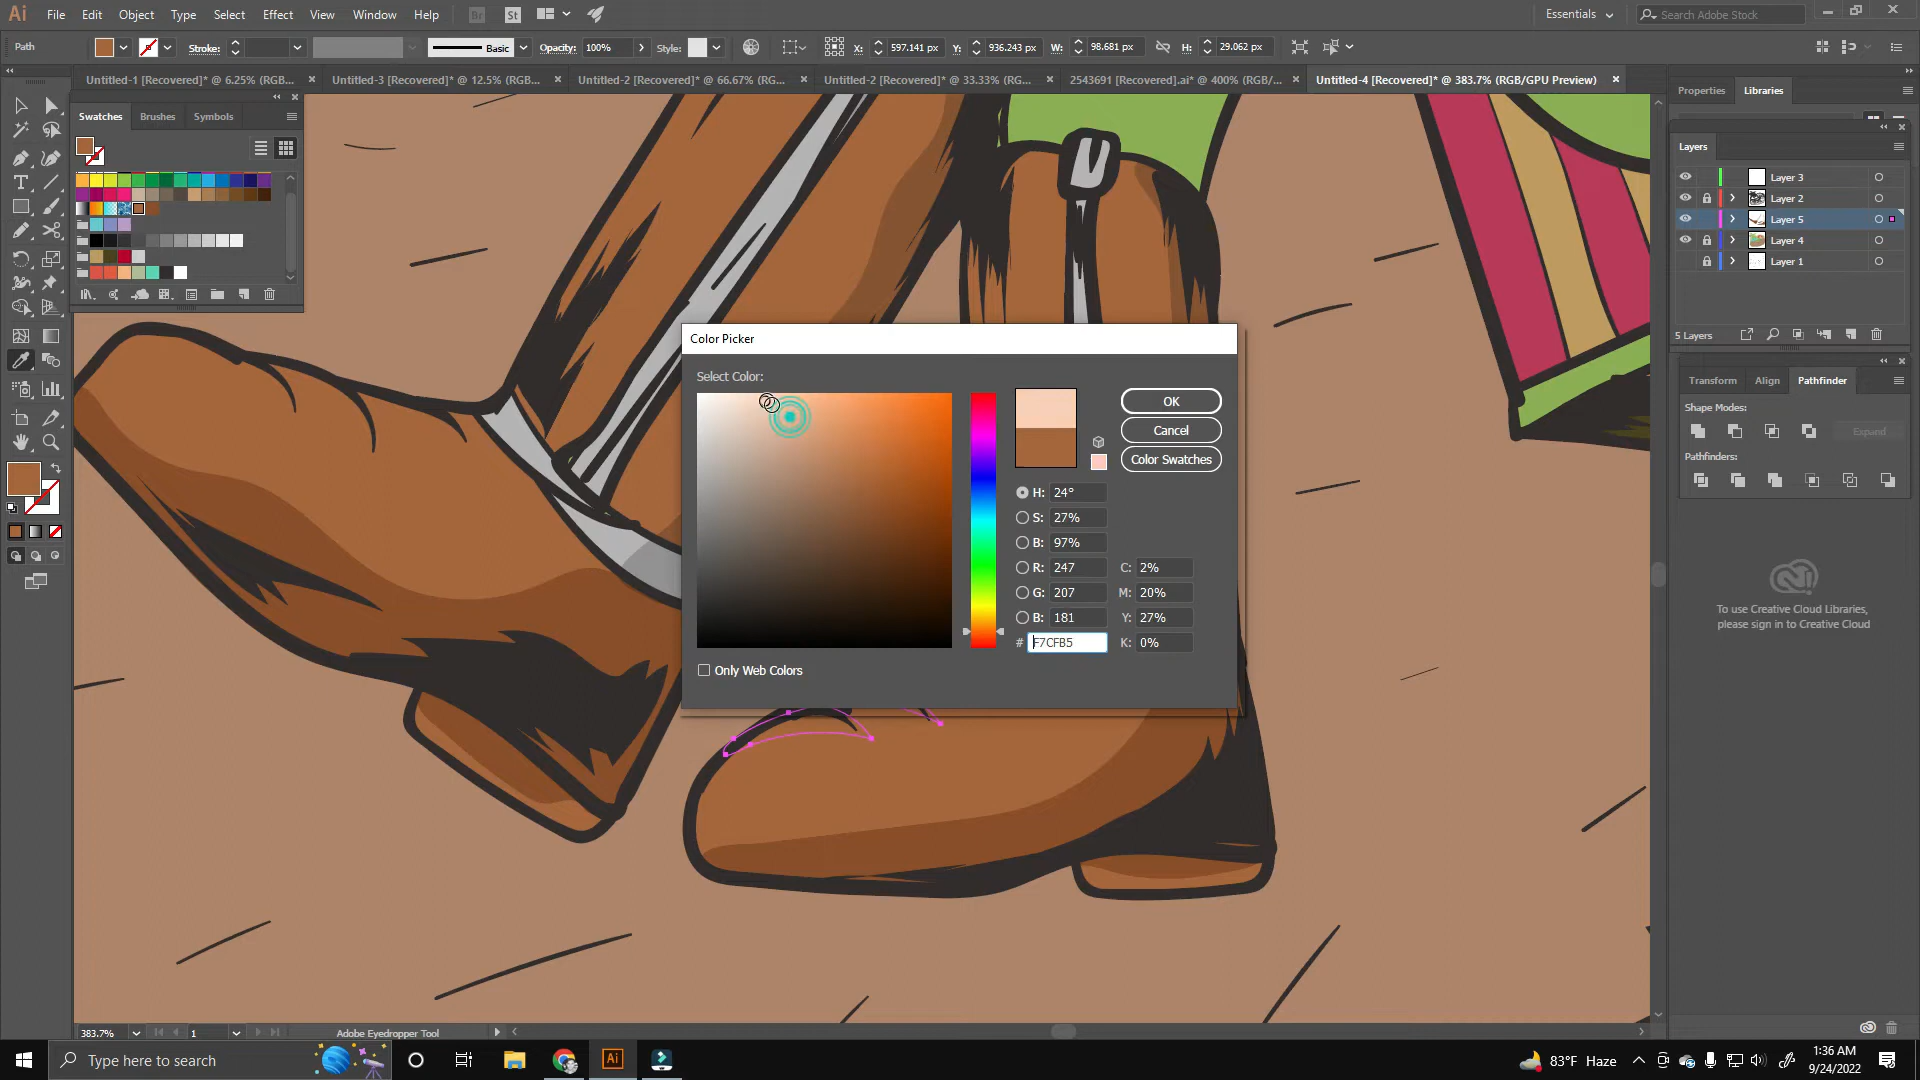 Ai File Edit Object Type Select Effect View Window Help Br St Essentials Search Adobe Stock
Path Stroke: Basic Opacity: 100% Style: X: 597.141 px Y: 936.243 px W: 98.681 px H: 29.062 px
Untitled-1 [Recovered]* @ 6.25% (RGB... Untitled-3 [Recovered]* @ 12.5% (RGB... Untitled-2 [Recovered]* @ 66.67% (RG... Untitled-2 [Recovered]* @ 33.33% (RG... 2543691 [Recovered].ai* @ 400% (RGB/... Untitled-4 [Recovered]* @ 383.7% (RGB/GPU Preview)
Properties Libraries
Swatches Brushes Symbols
Layers
Layer 3
Layer 2
Layer 5
Layer 4
Layer 1
5 Layers
Transform Align Pathfinder
Shape Modes:
Expand
Pathfinders:
To use Creative Cloud Libraries,
please sign in to Creative Cloud
Color Picker
Select Color:
OK
Cancel
Color Swatches
H: 24°
S: 27%
B: 97%
R: 247 C: 2%
G: 207 M: 20%
B: 181 Y: 27%
# F7CFB5 K: 0%
Only Web Colors
383.7% 1 Adobe Eyedropper Tool
Type here to search Ai 83°F Haze
1:36 AM
9/24/2022